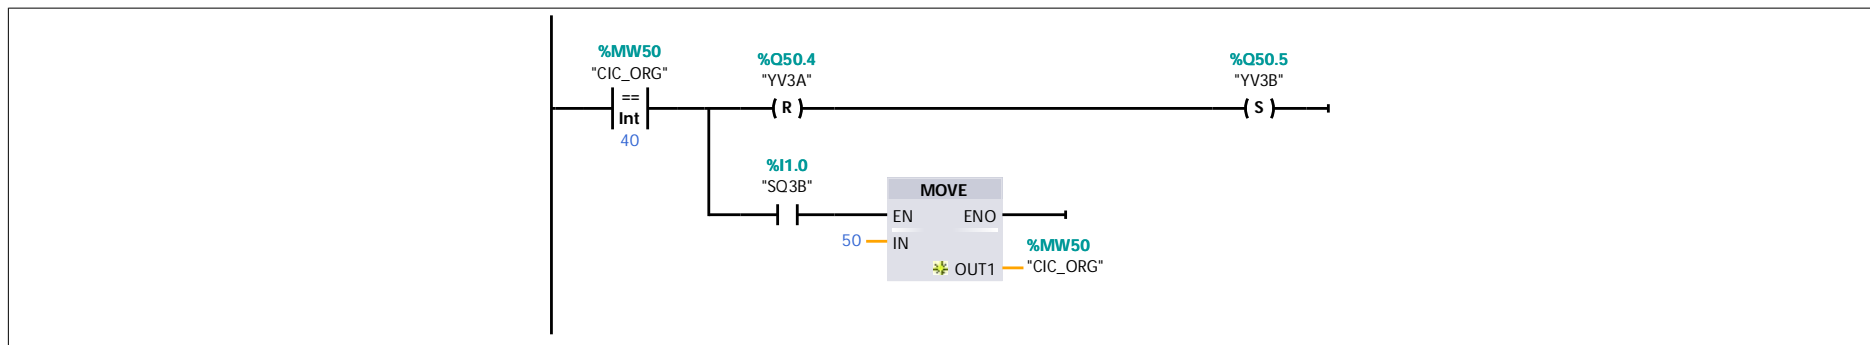 %MW50
"CIC_ORG"
==
Int
40
%Q50.4
"YV3A"
R
%Q50.5
"YV3B"
S
%I1.0
"SQ3B"
MOVE
EN ENO
50 IN
OUT1
%MW50
"CIC_ORG"